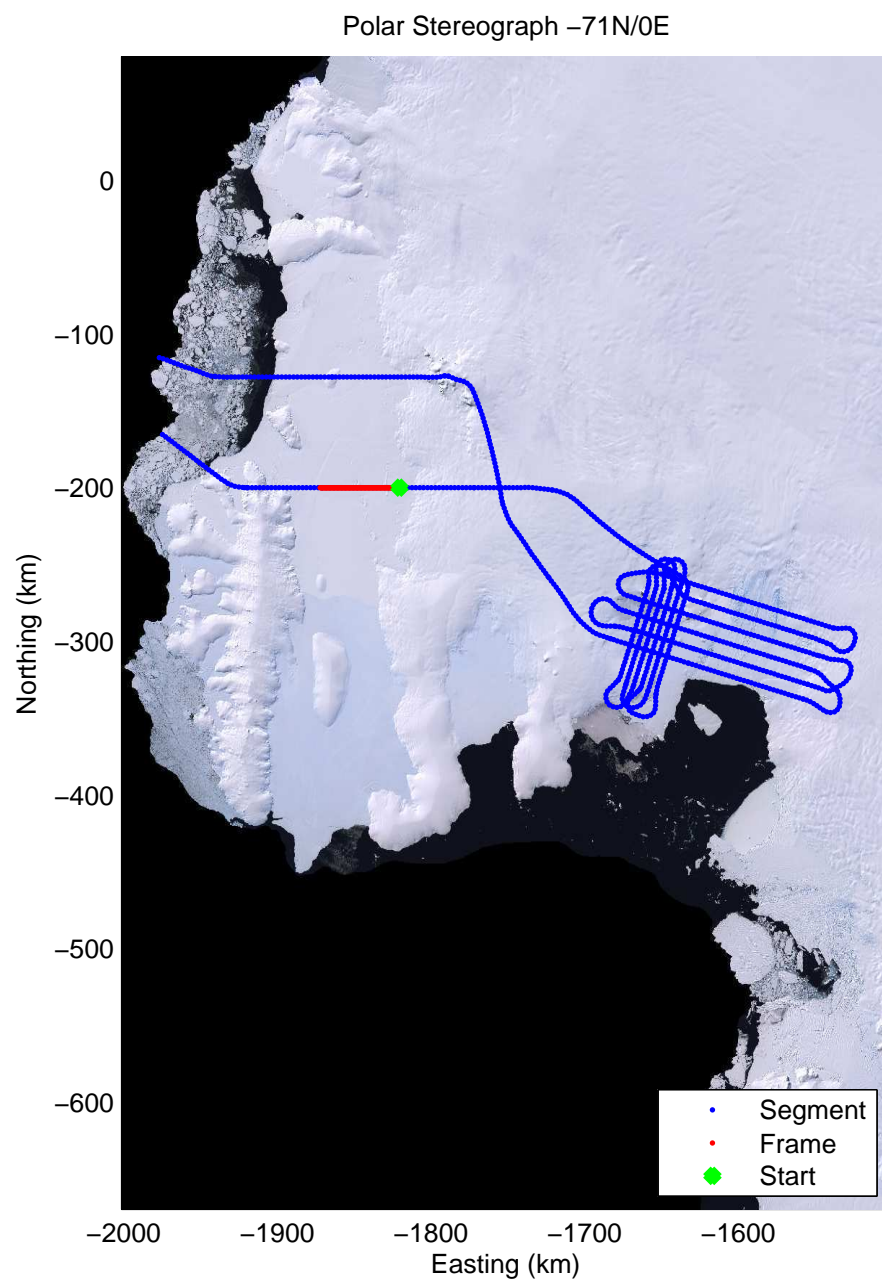 Polar Stereograph −71N/0E
0
−100
−200
−300
−400
−500
−600
Northing (km)
Segment
Frame
Start
−2000 −1900 −1800 −1700 −1600
Easting (km)